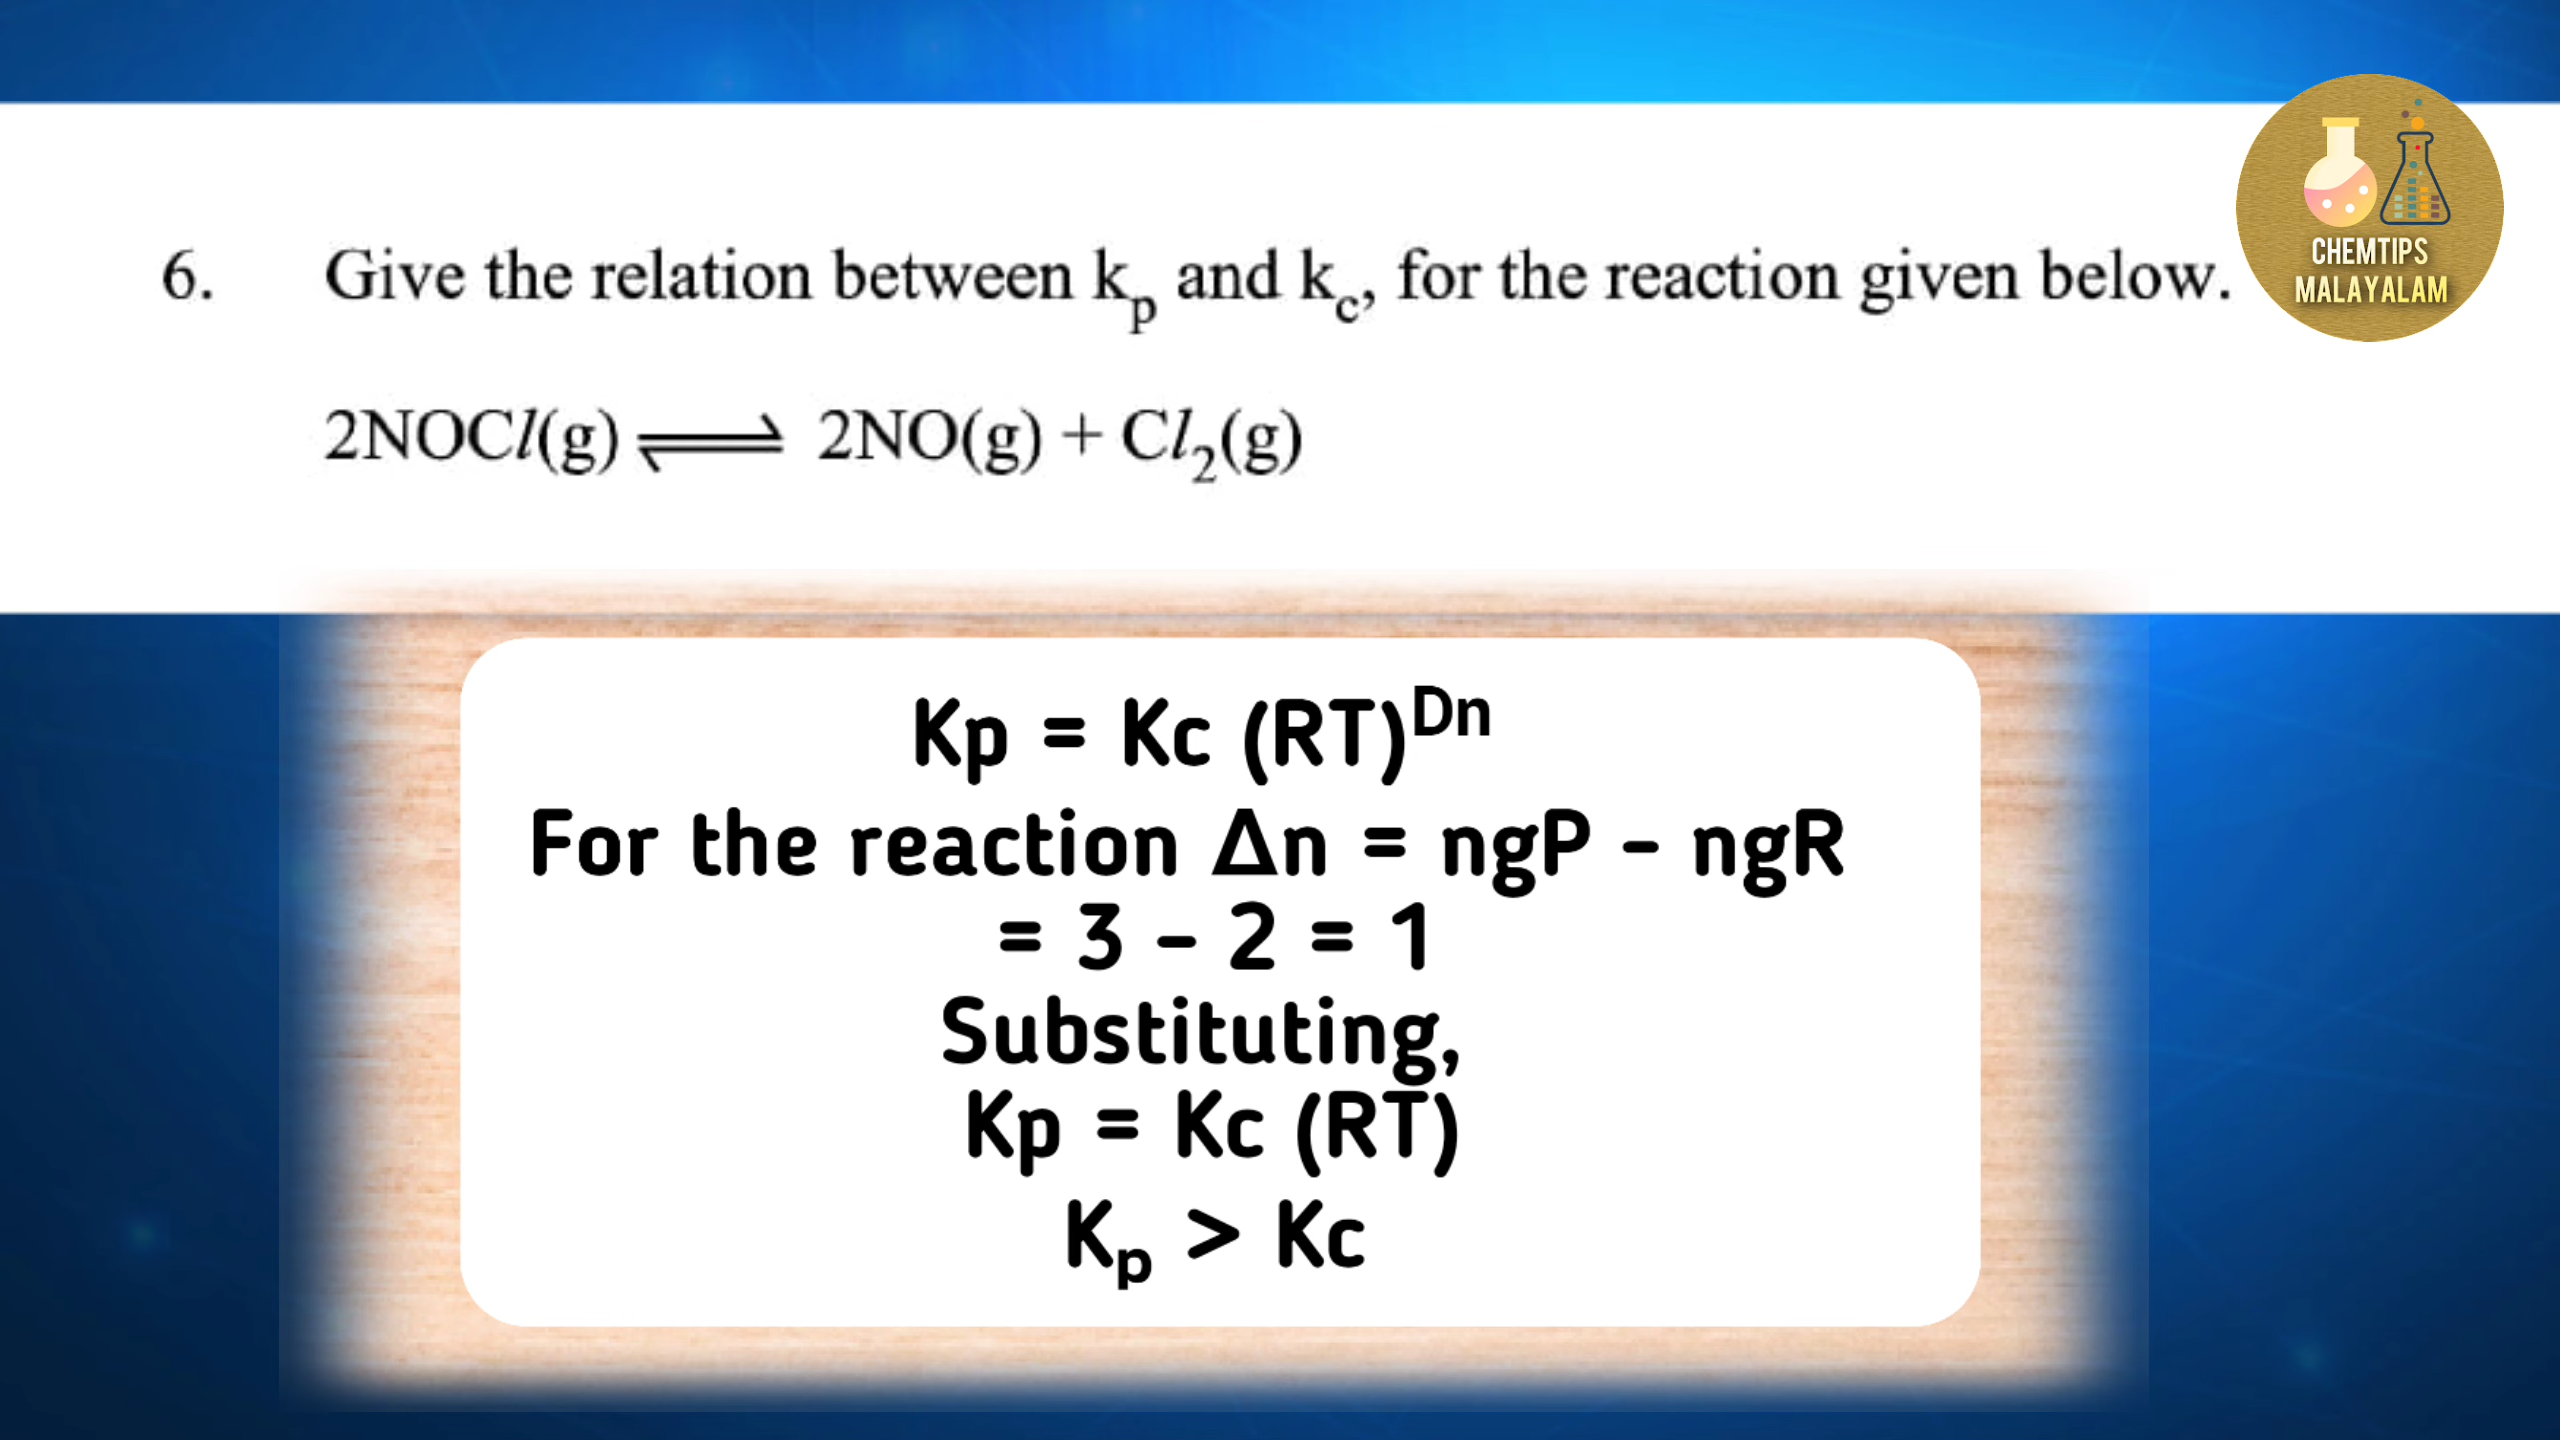 CHEMTIPS
MALAYALAM
6. Give the relation between kₚ and k_c, for the reaction given below.
2NOCl(g) ⇌ 2NO(g) + Cl₂(g)
Kp = Kc (RT)^Dn
For the reaction Δn = ngP - ngR
= 3 - 2 = 1
Substituting,
Kp = Kc (RT)
Kₚ > Kc